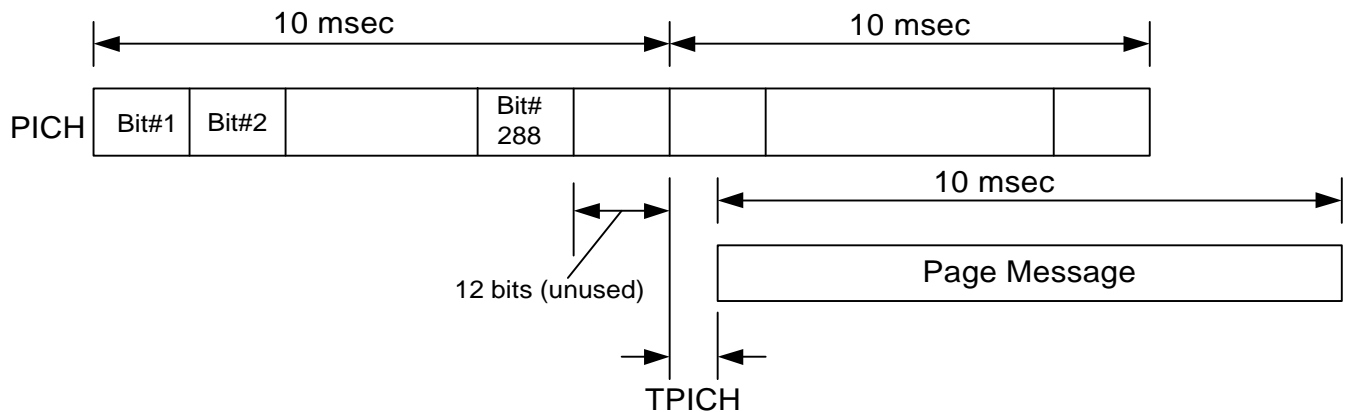 10 msec
10 msec
PICH
Bit#1
Bit#2
Bit#
288
10 msec
12 bits (unused)
Page Message
TPICH